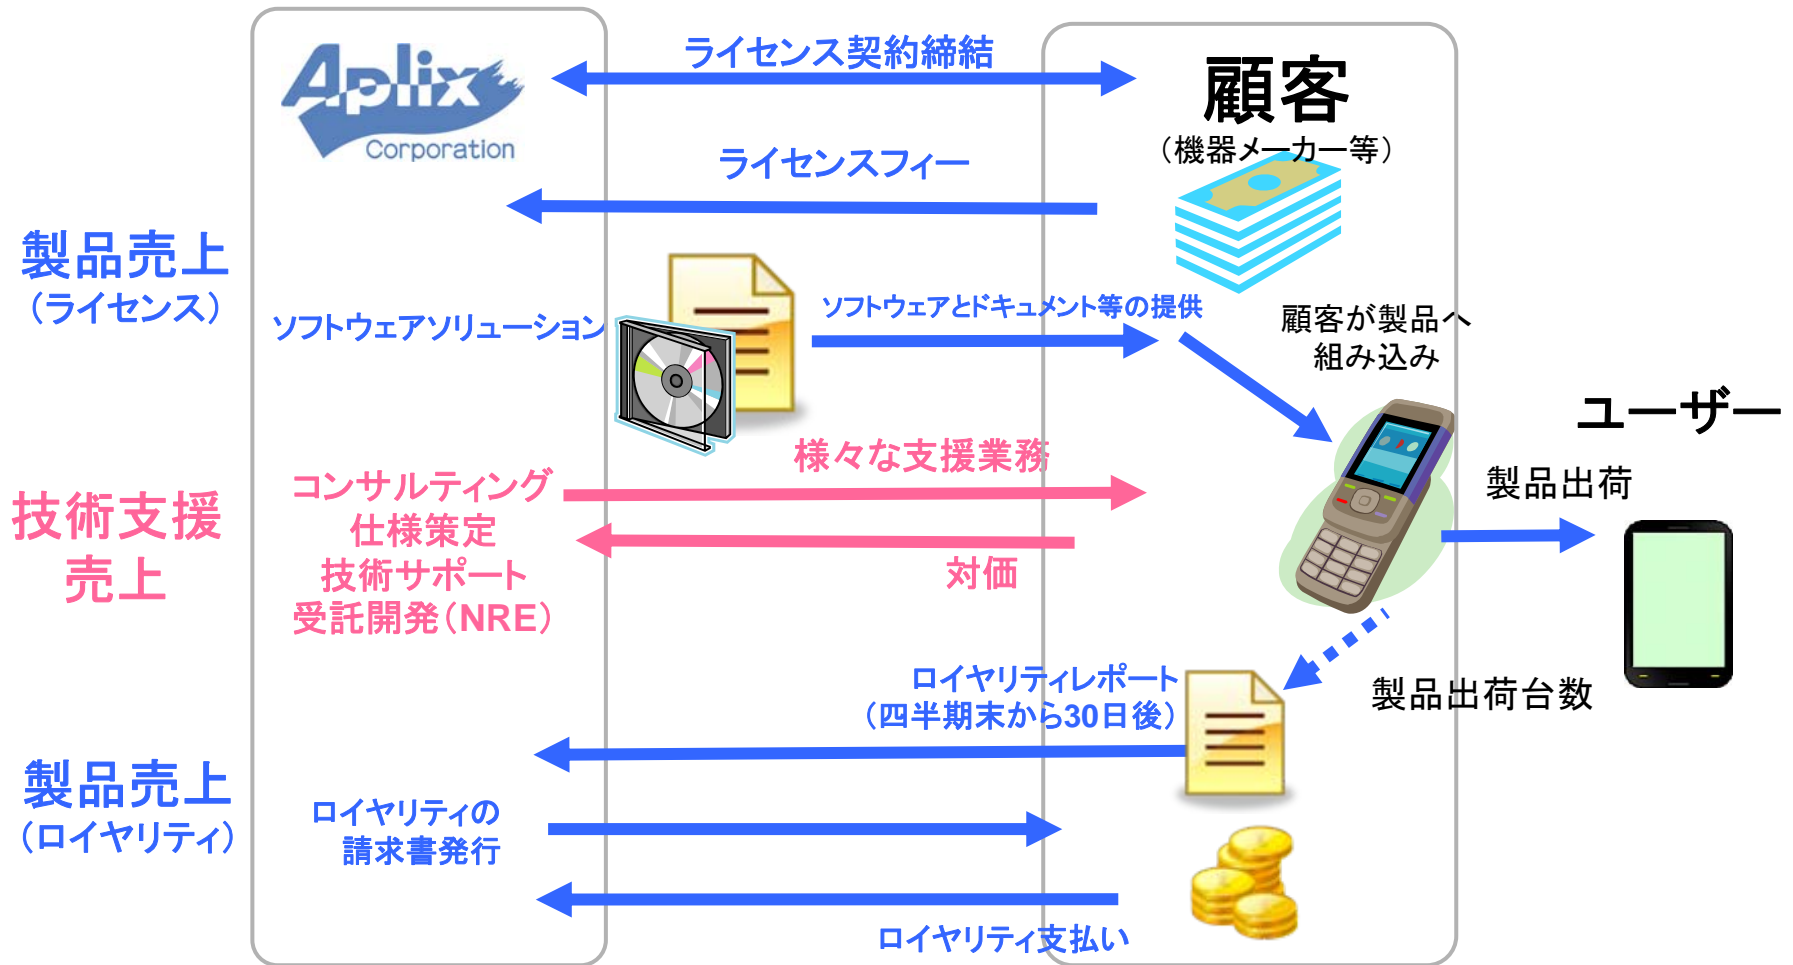 Aplix
Corporation
ライセンス契約締結
顧客
（機器メーカー等）
ライセンスフィー
製品売上
（ライセンス）
ソフトウェアソリューション
ソフトウェアとドキュメント等の提供
顧客が製品へ
組み込み
ユーザー
製品出荷
技術支援
売上
コンサルティング
仕様策定
技術サポート
受託開発（NRE）
様々な支援業務
対価
ロイヤリティレポート
（四半期末から30日後）
製品出荷台数
製品売上
（ロイヤリティ）
ロイヤリティの
請求書発行
ロイヤリティ支払い